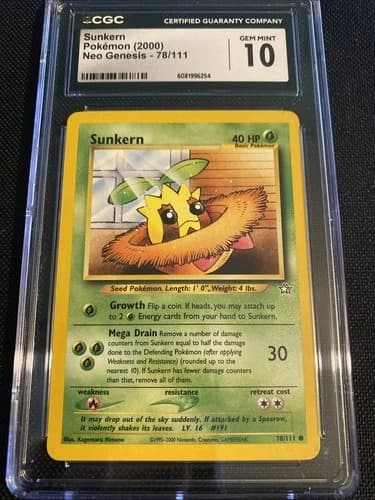 CGC
CERTIFIED GUARANTY COMPANY
Sunkern
Pokémon (2000)
Neo Genesis - 78/111
GEM MINT
10
6081996254
Sunkern
40 HP
Basic Pokémon
Seed Pokémon. Length: 1' 0", Weight: 4 lbs.
Growth Flip a coin. If heads, you may attach up
to 2 Energy cards from your hand to Sunkern.
Mega Drain Remove a number of damage
counters from Sunkern equal to half the damage
done to the Defending Pokémon (after applying
Weakness and Resistance) (rounded up to the
nearest 10). If Sunkern has fewer damage counters
than that, remove all of them.
30
weakness
resistance
retreat cost
It may drop out of the sky suddenly. If attacked by a Spearow,
it violently shakes its leaves. LV. 16 #191
Illus. Kagemaru Himeno
©1995-2000 Nintendo, Creatures, GAMEFREAK.
78/111